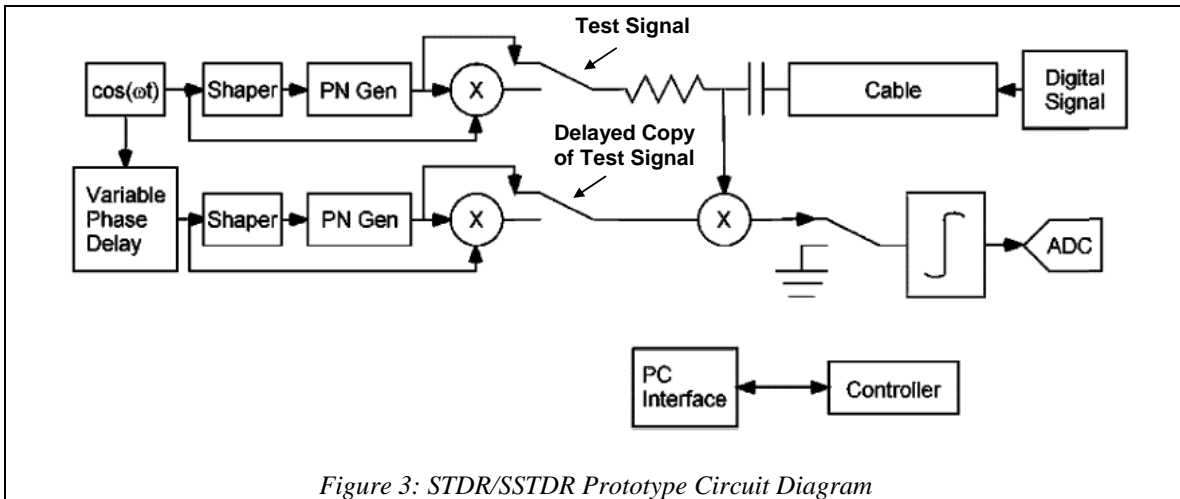 Test Signal
cos(ωt)
Shaper
PN Gen
X
Cable
Digital
Signal
Delayed Copy
of Test Signal
Variable
Phase
Delay
Shaper
PN Gen
X
X
∫
ADC
PC
Interface
Controller
Figure 3: STDR/SSTDR Prototype Circuit Diagram